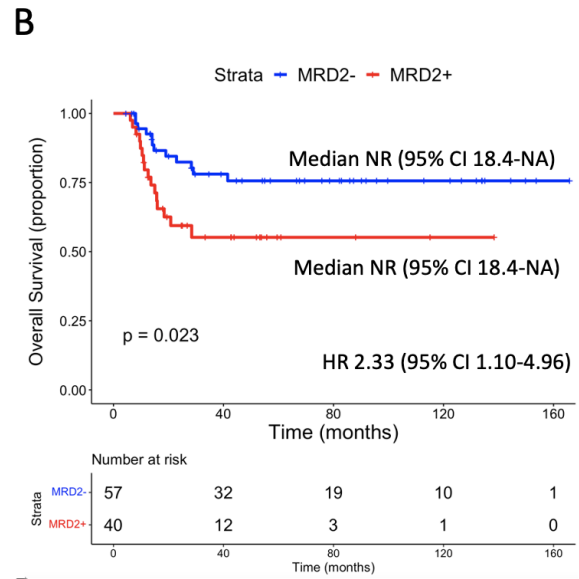 B
Strata MRD2- MRD2+
1.00
0.75
0.50
0.25
0.00
Overall Survival (proportion)
Median NR (95% CI 18.4-NA)
Median NR (95% CI 18.4-NA)
p = 0.023
HR 2.33 (95% CI 1.10-4.96)
0 40 80 120 160
Time (months)
Number at risk
Strata
MRD2- 57 32 19 10 1
MRD2+ 40 12 3 1 0
0 40 80 120 160
Time (months)